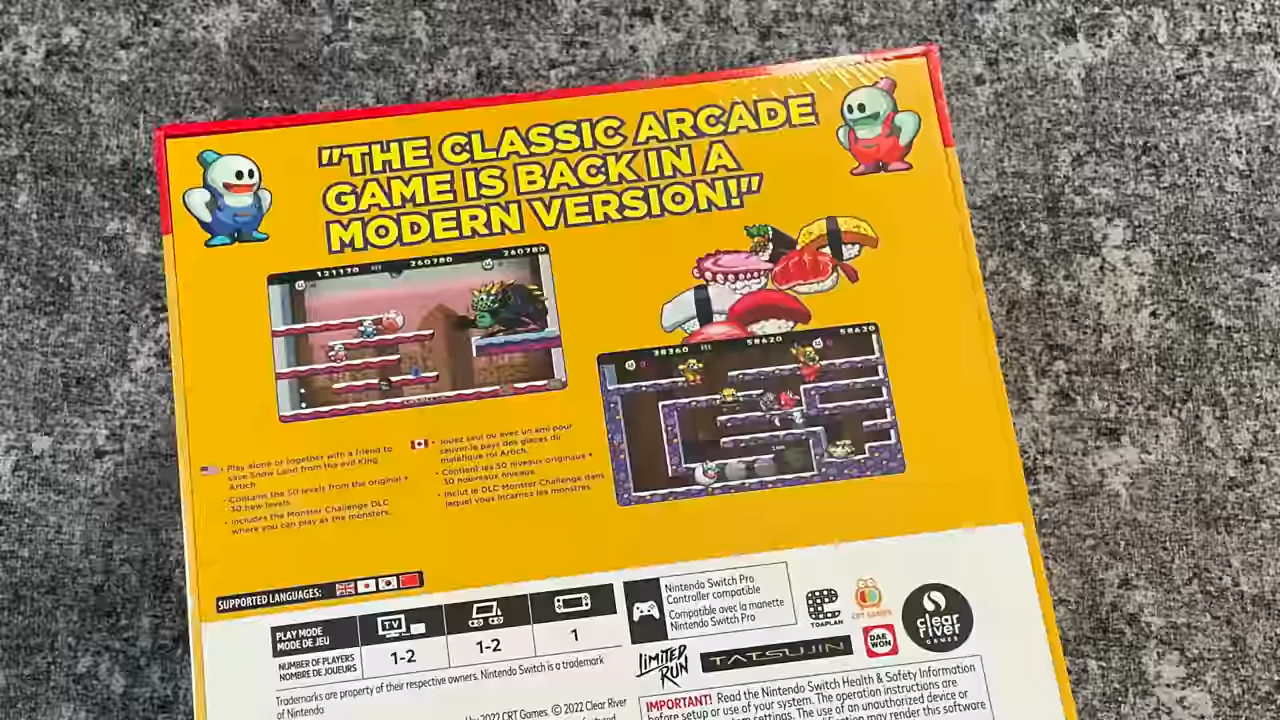 "THE CLASSIC ARCADE
GAME IS BACK IN A
MODERN VERSION!"
121170
260780
260780
38360
58620
58620
• Play alone or together with a friend to
save Snow Land from the evil King
Artich.
• Contains the 50 levels from the original +
30 new levels.
• Includes the Monster Challenge DLC
where you can play as the monsters.
• Jouez seul ou avec un ami pour
sauver le pays des glaces du
maléfique roi Artich.
• Contient les 50 niveaux originaux +
30 nouveaux niveaux.
• Inclut le DLC Monster Challenge dans
lequel vous incarnez les monstres.
SUPPORTED LANGUAGES:
PLAY MODE
MODE DE JEU
TV
NUMBER OF PLAYERS
NOMBRE DE JOUEURS
1-2
1-2
1
Nintendo Switch Pro
Controller compatible
Compatible avec la manette
Nintendo Switch Pro
TOAPLAN
CRT GAMES
clear
river
GAMES
LIMITED
RUN
TATSUJIN
DAE
WON
Trademarks are property of their respective owners. Nintendo Switch is a trademark
of Nintendo
2022 CRT Games. © 2022 Clear River
IMPORTANT! Read the Nintendo Switch Health & Safety Information
before setup or use of your system. The operation instructions are
settings. The use of an unauthorized device or
may render this software